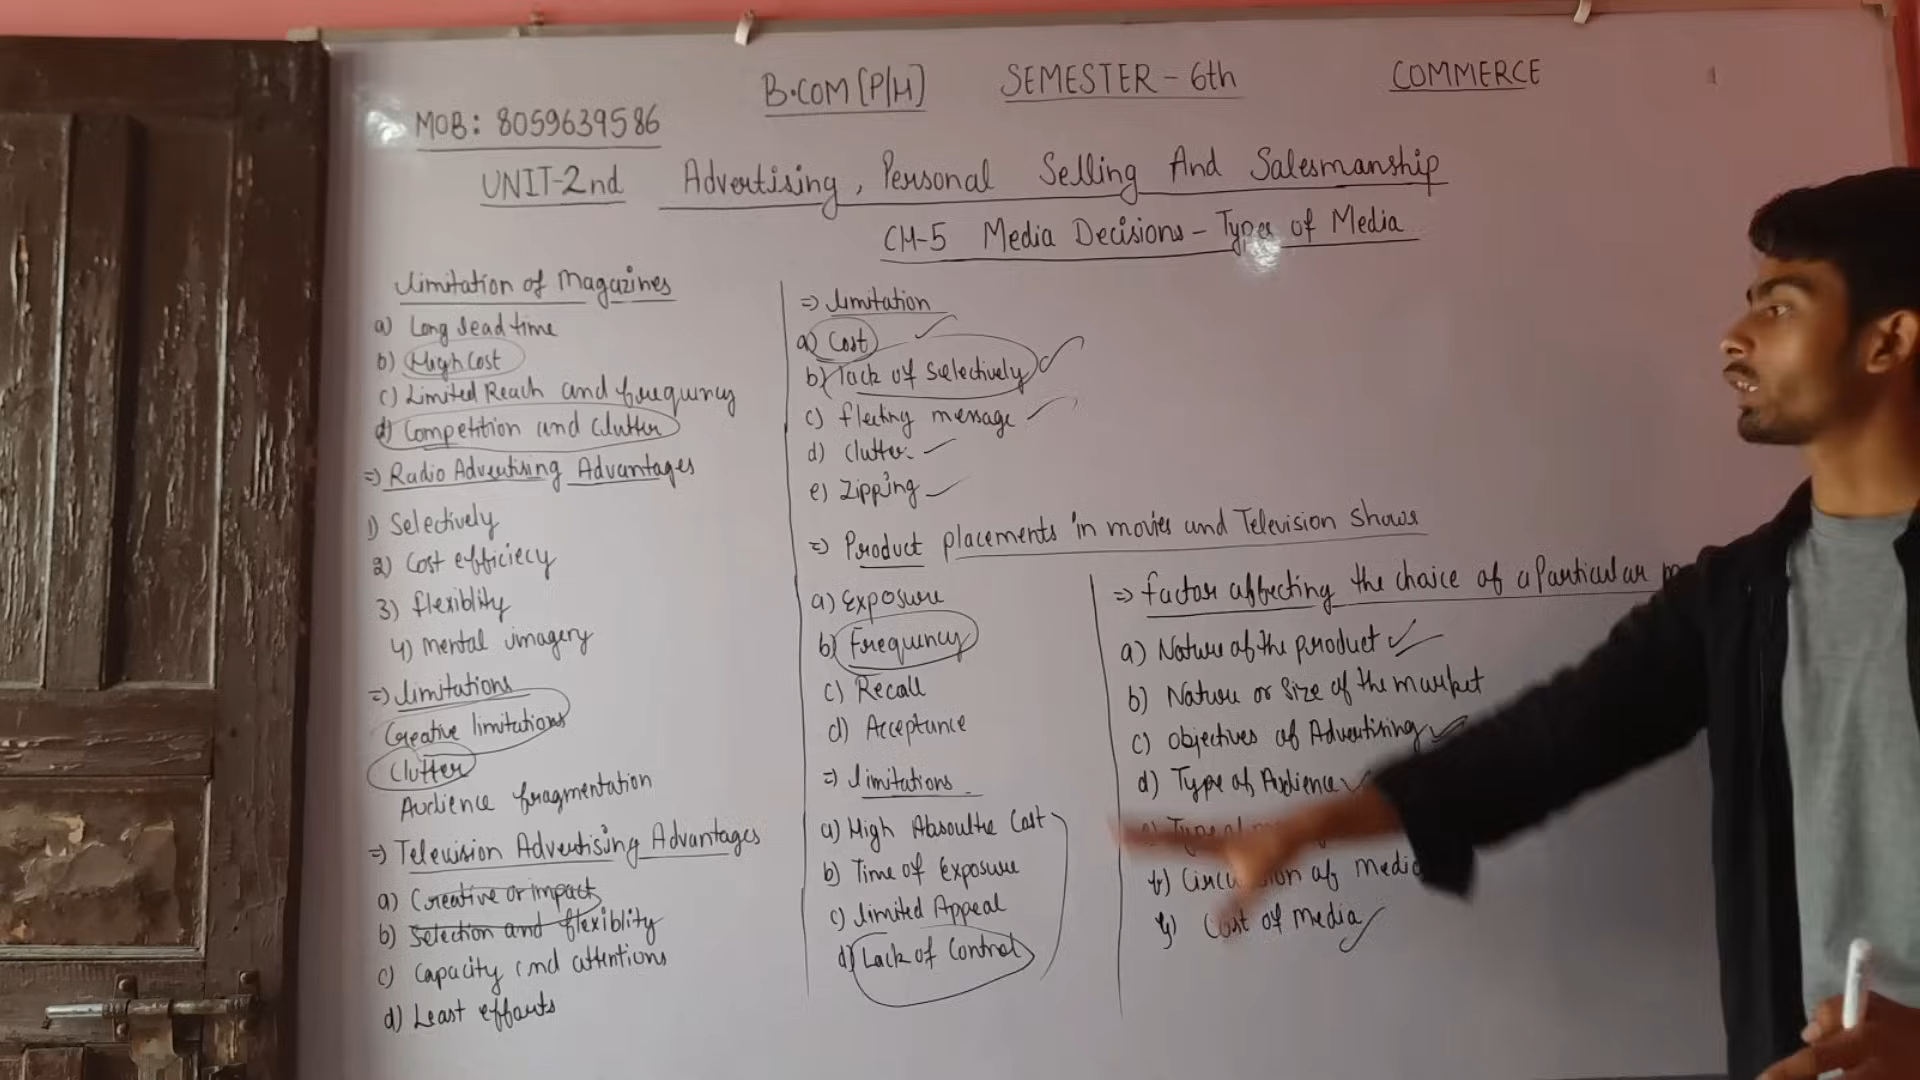 B.COM [P/H] SEMESTER - 6th COMMERCE
MOB: 8059639586
UNIT-2nd Advertising, Personal Selling And Salesmanship
CH-5 Media Decisions - Types of Media
Limitation of Magazines
a) Long lead time
b) High Cost
c) Limited Reach and frequency
d) Competition and Clutter
=> Radio Advertising Advantages
1) Selectively
2) Cost efficiecy
3) flexiblity
4) mental imagery
=> limitations
Creative limitations
Clutter
Audience fragmentation
=> Television Advertising Advantages
a) Creative or impact
b) Selection and flexiblity
c) Capacity and attentions
d) Least efforts
=> limitation
a) Cost
b) lack of selectively
c) fleeting message
d) Clutter
e) Zipping
=> Product placements in movies and Television Shows
a) Exposure
b) Frequency
c) Recall
d) Acceptance
=> limitations
a) High Absoulte Cost
b) Time of Exposure
c) limited Appeal
d) Lack of Control
=> factor affecting the choice of a Particular
a) Nature of the product
b) Nature or Size of the market
c) Objectives of Advertising
d) Type of Audience
Type of
of Media
Cost of media